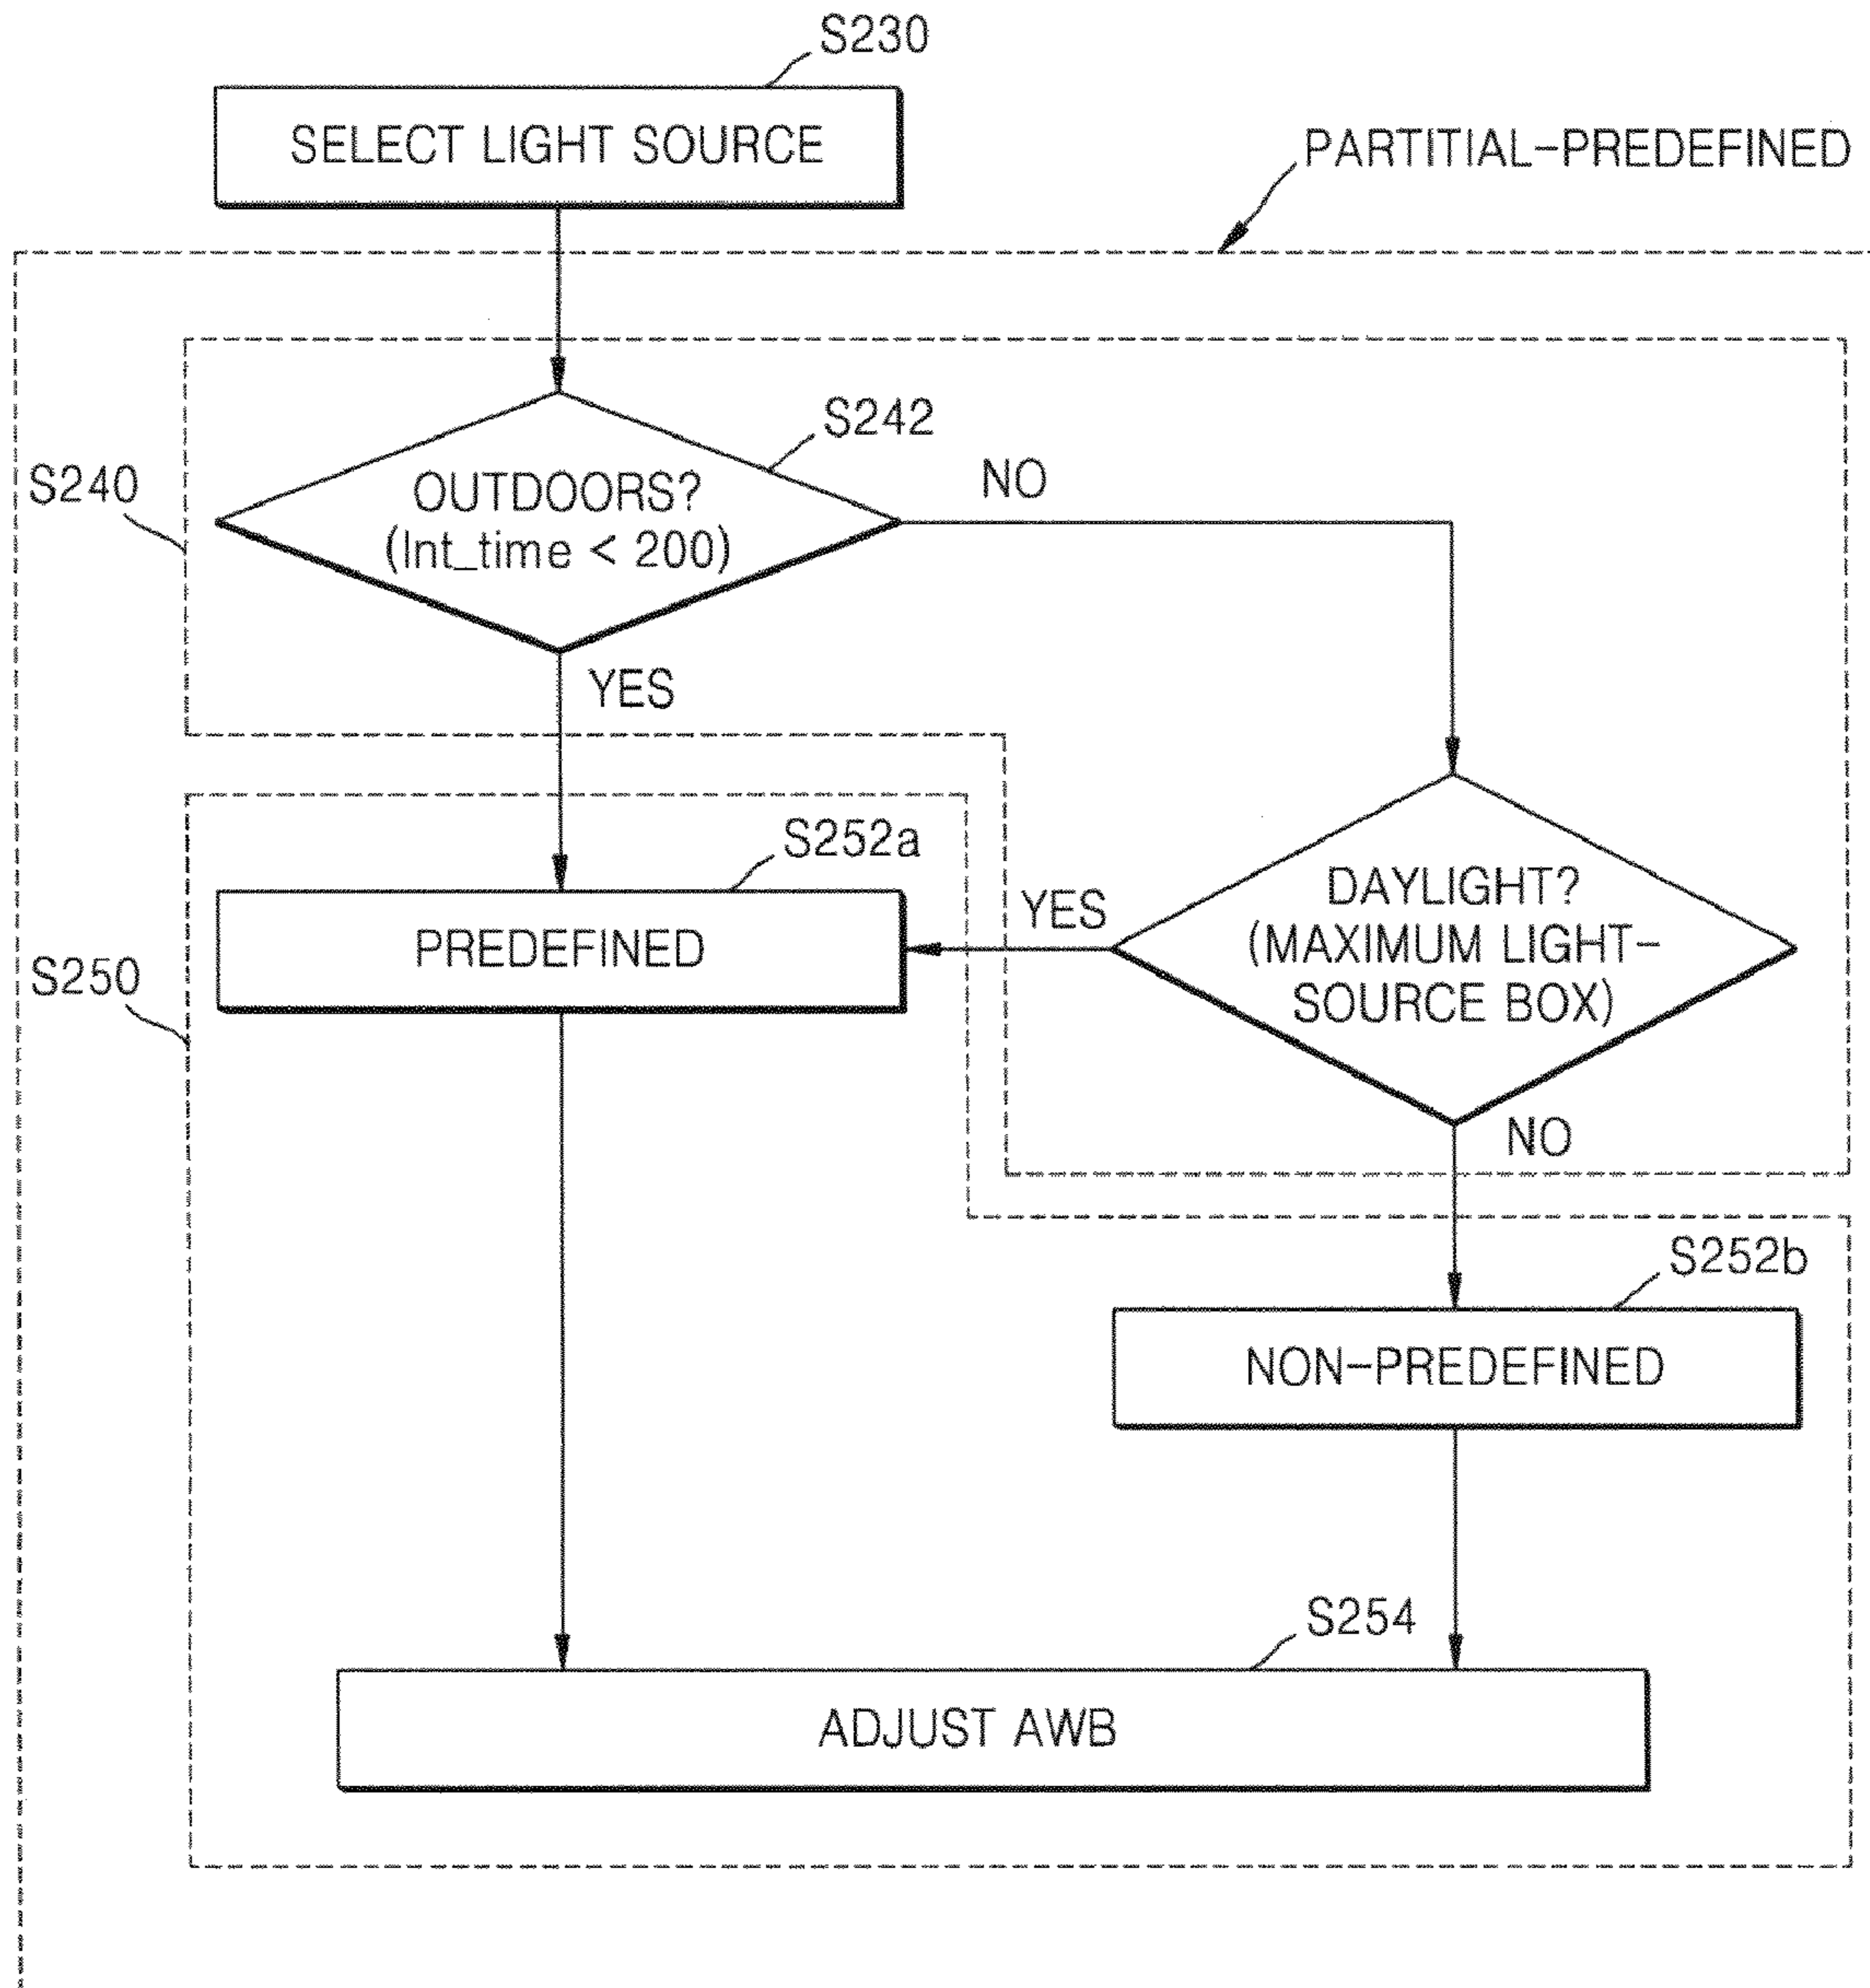 S230
SELECT LIGHT SOURCE
PARTITIAL-PREDEFINED
S242
S240
OUTDOORS?
(Int_time < 200)
NO
YES
S252a
S250
PREDEFINED
YES
DAYLIGHT?
(MAXIMUM LIGHT-
SOURCE BOX)
NO
S252b
NON-PREDEFINED
S254
ADJUST AWB